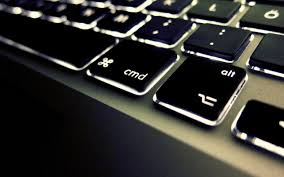 alt
⌘ cmd
⌥